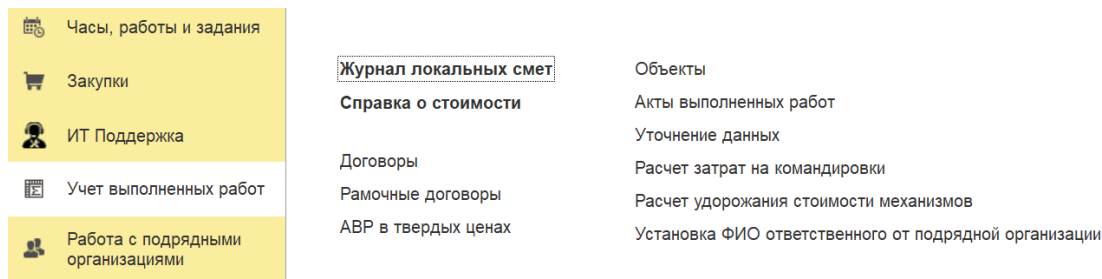 Часы, работы и задания
Закупки
ИТ Поддержка
Учет выполненных работ
Работа с подрядными
организациями
Журнал локальных смет
Справка о стоимости
Договоры
Рамочные договоры
АВР в твердых ценах
Объекты
Акты выполненных работ
Уточнение данных
Расчет затрат на командировки
Расчет удорожания стоимости механизмов
Установка ФИО ответственного от подрядной организации